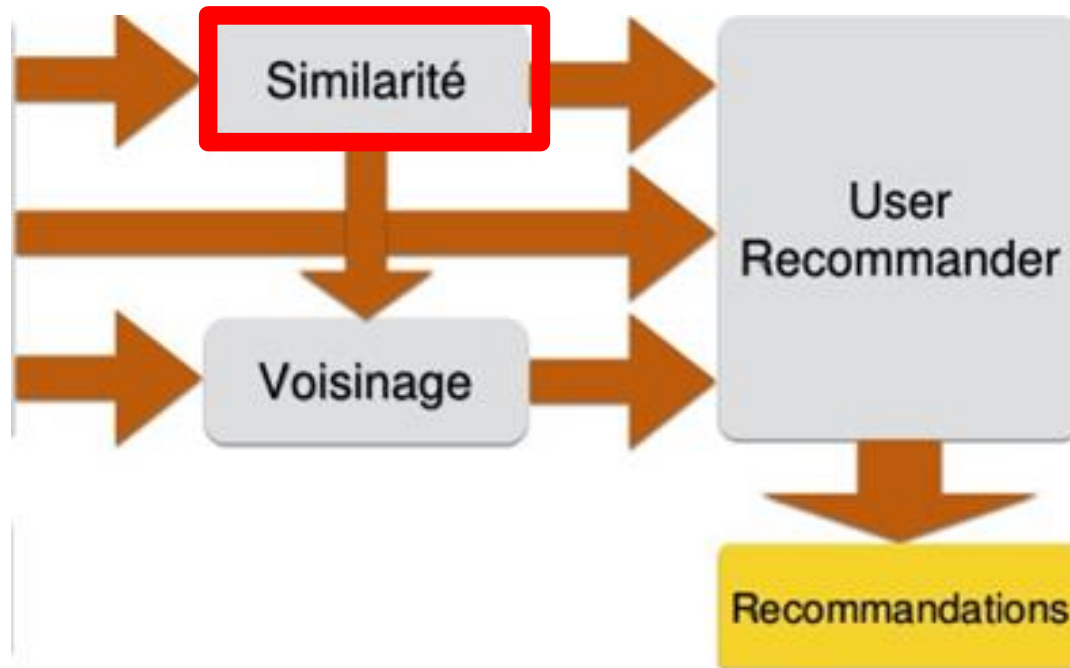 Similarité
User
Recommander
Voisinage
Recommandations